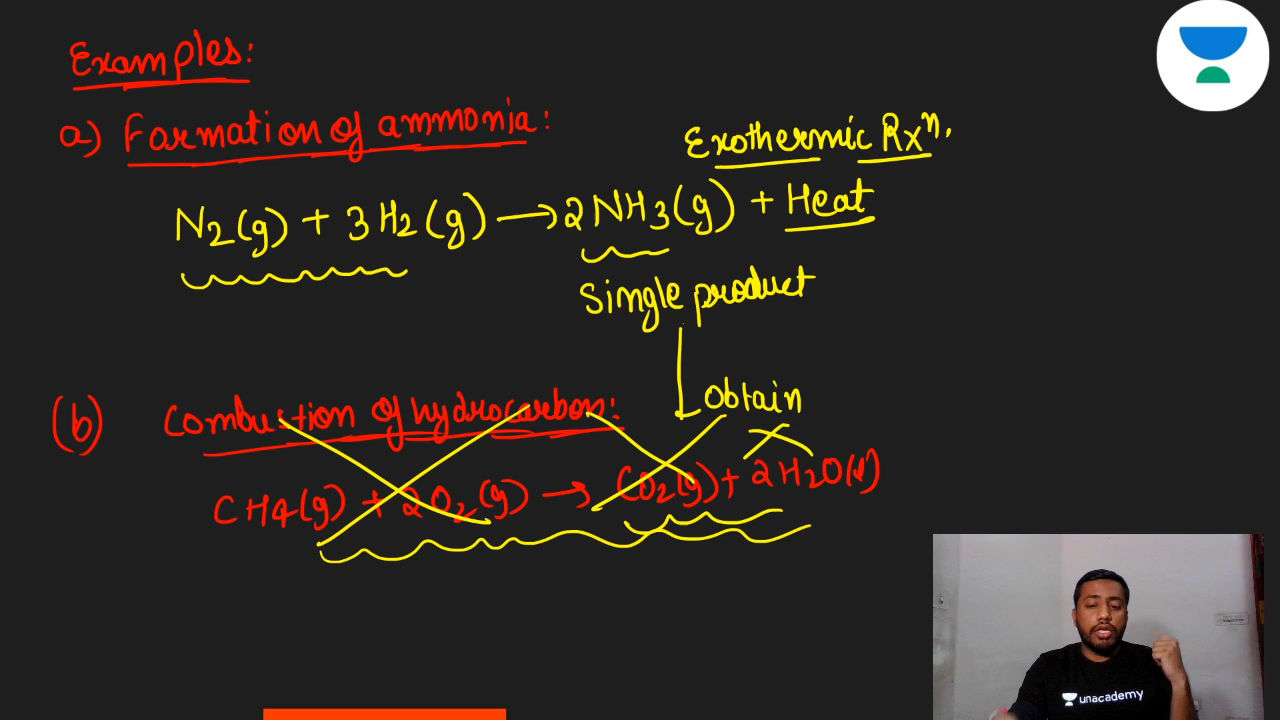 Examples:
a) Formation of ammonia:
Exothermic Rxⁿ.
N₂(g) + 3H₂(g) → 2NH₃(g) + Heat
Single product
Obtain
(b) Combustion of hydrocarbon:
CH₄(g) + 2O₂(g) → CO₂(g) + 2H₂O(l)
unacademy